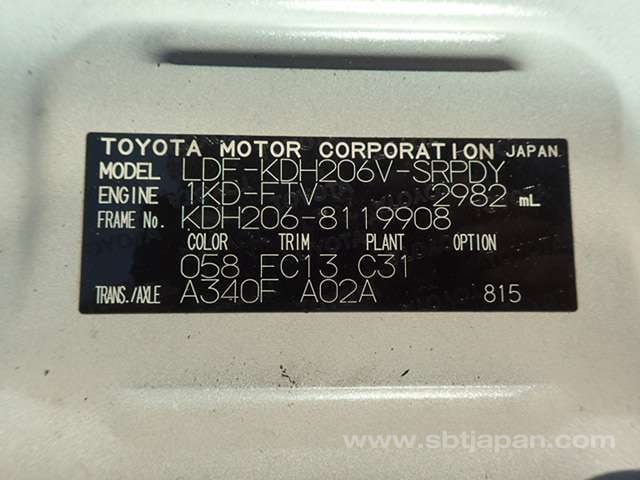 TOYOTA MOTOR CORPORATION JAPAN
MODEL LDF-KDH206V-SRPDY
ENGINE 1KD-FTV 2982 mL
FRAME No. KDH206-8119908
COLOR TRIM PLANT OPTION
058 FC13 C31
TRANS./AXLE A340F A02A 815
www.sbtjapan.com